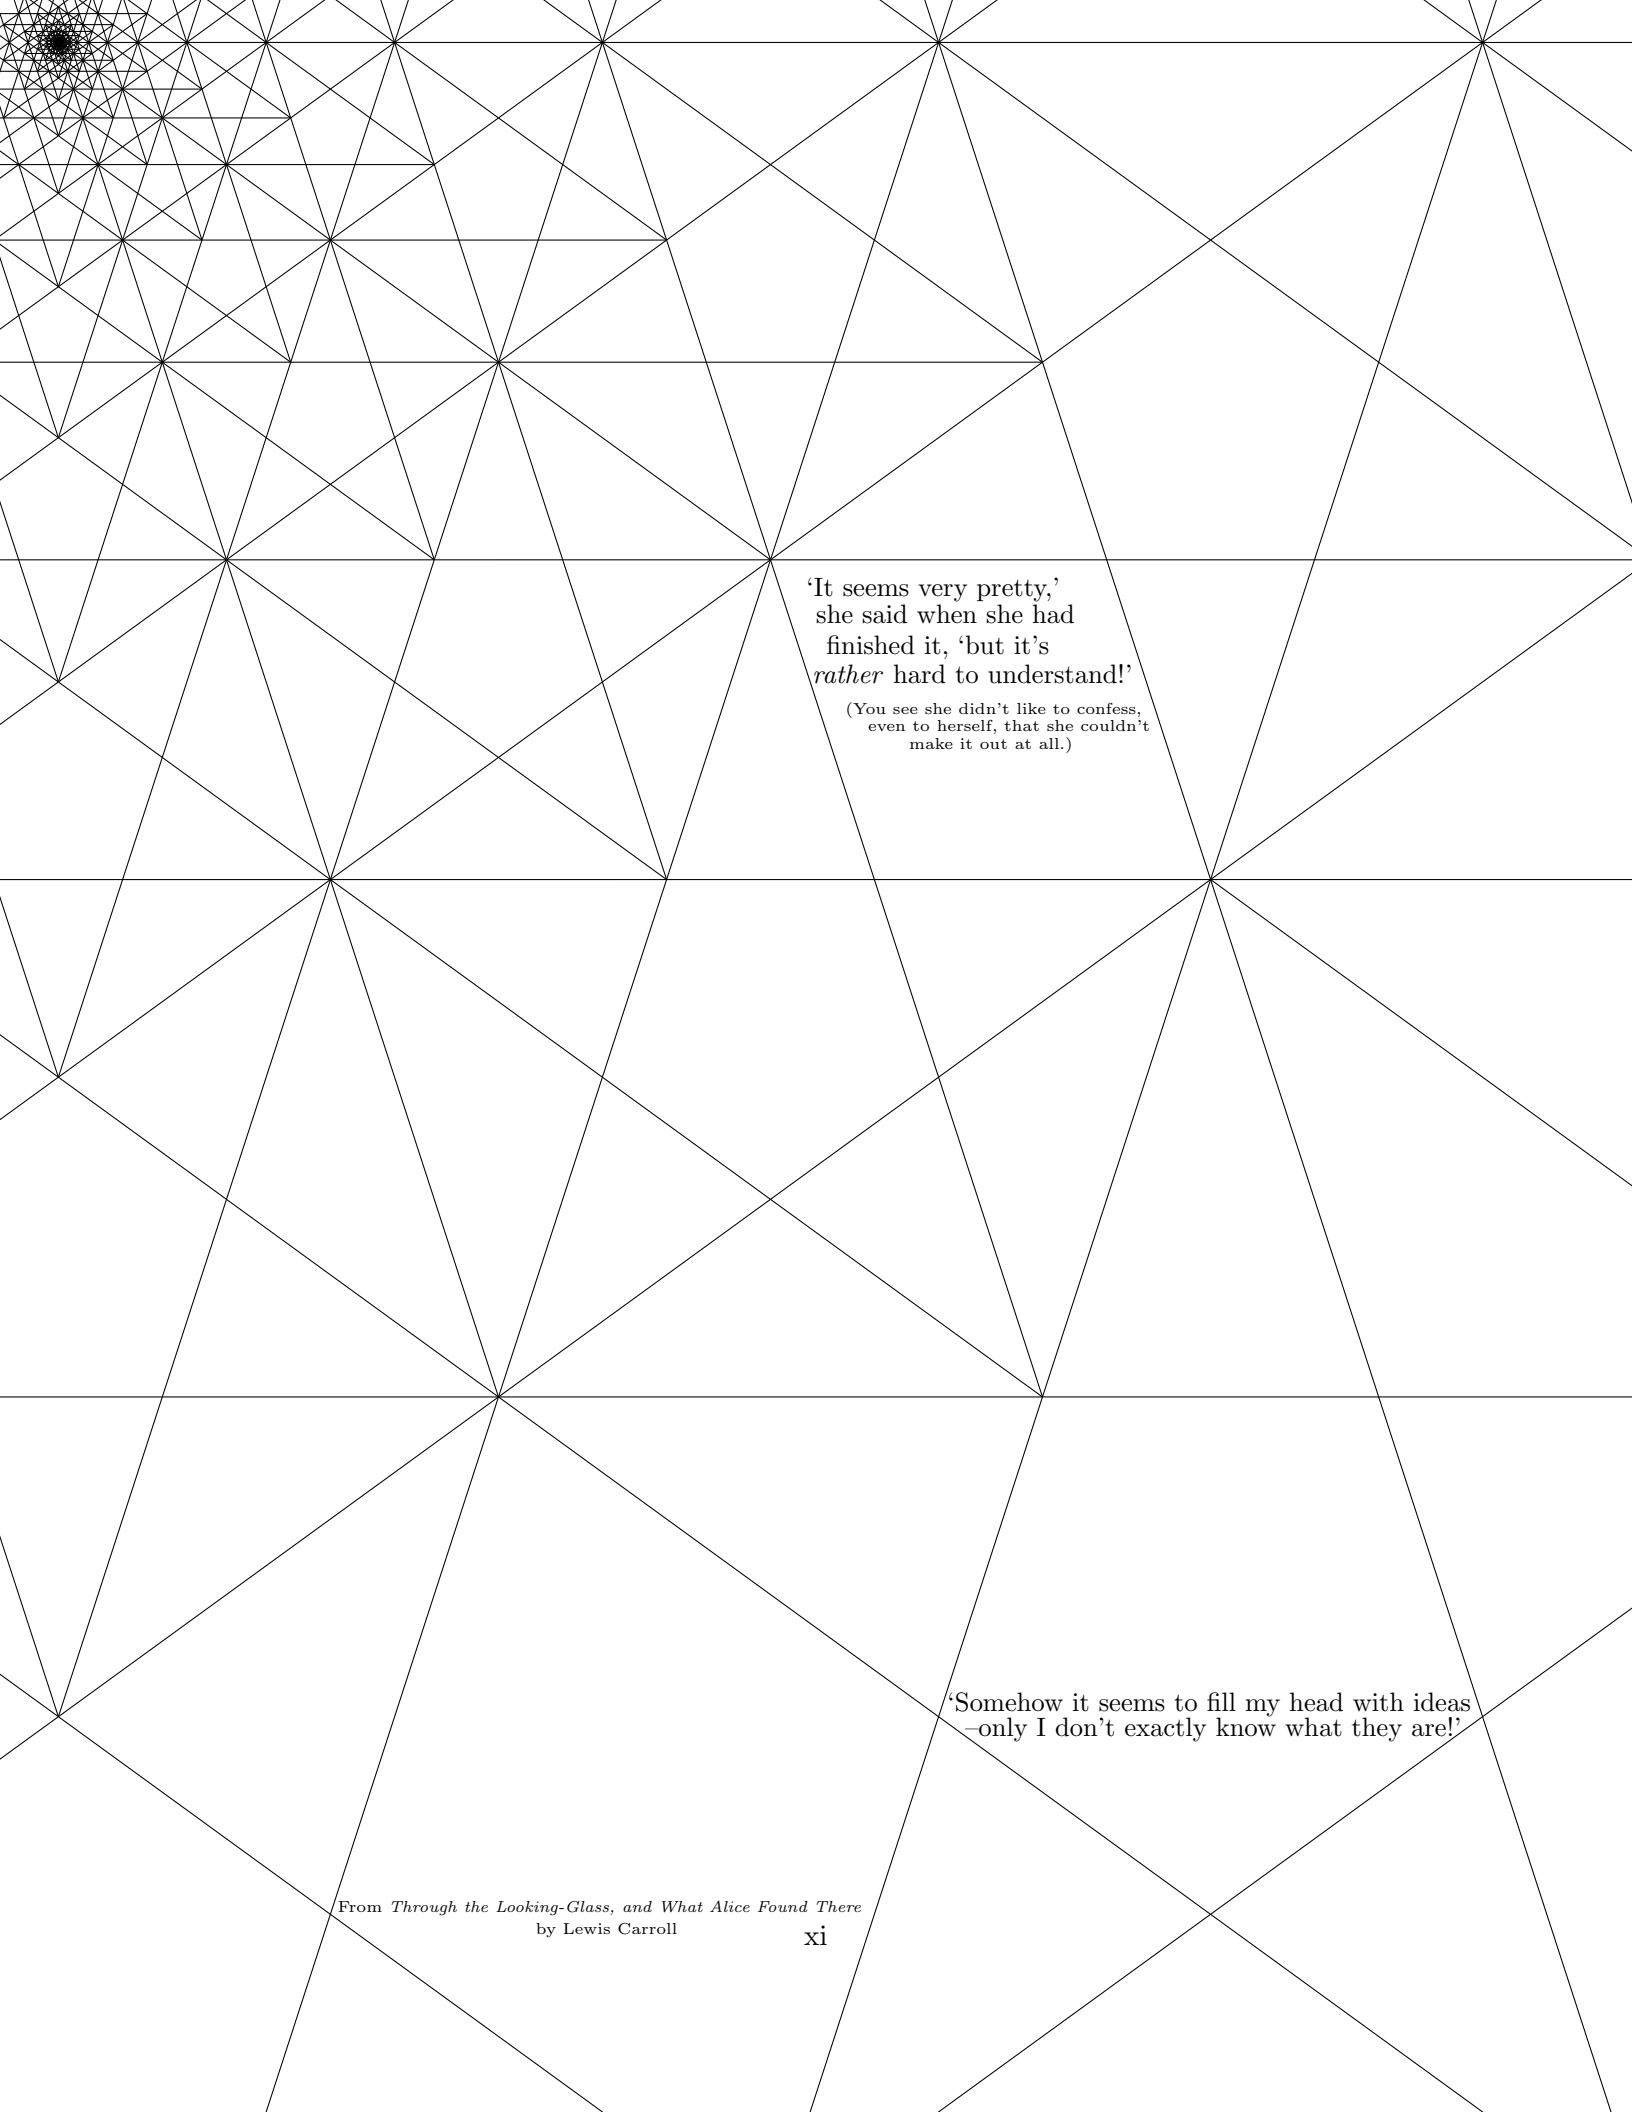 ‘It seems very pretty,’
she said when she had
finished it, ‘but it’s
rather hard to understand!’
(You see she didn’t like to confess,
even to herself, that she couldn’t
make it out at all.)
‘Somehow it seems to fill my head with ideas
–only I don’t exactly know what they are!’
From Through the Looking-Glass, and What Alice Found There
by Lewis Carroll
xi